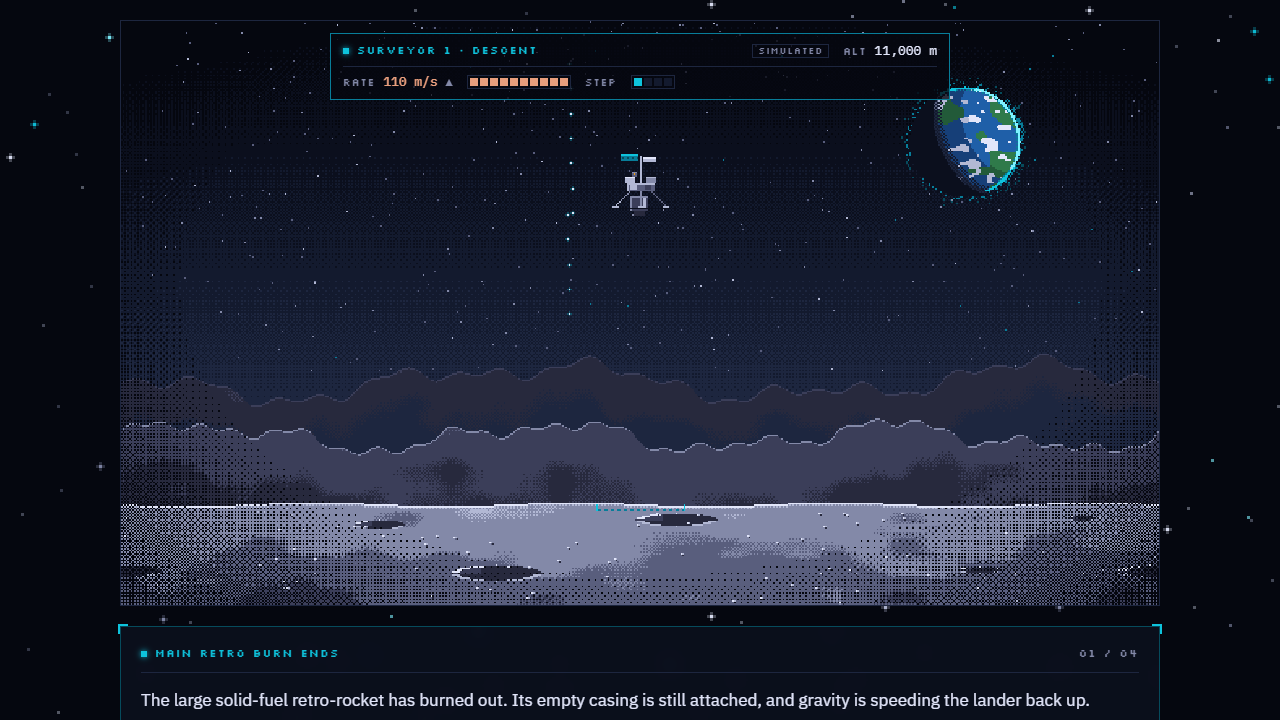 SURVEYOR 1 · DESCENT
SIMULATED ALT 11,000 m
RATE 110 m/s ▲ STEP
MAIN RETRO BURN ENDS
01 / 04
The large solid-fuel retro-rocket has burned out. Its empty casing is still attached, and gravity is speeding the lander back up.